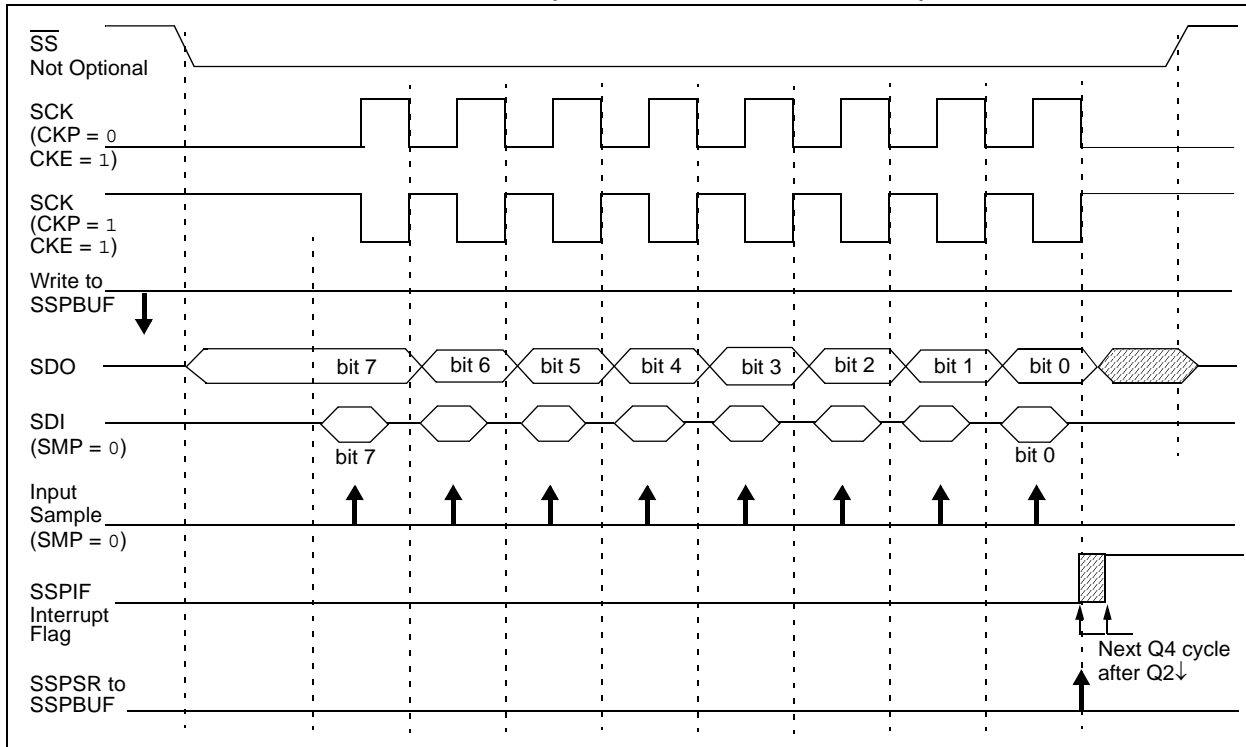 SS
Not Optional
SCK
(CKP = 0
CKE = 1)
SCK
(CKP = 1
CKE = 1)
Write to
SSPBUF
SDO
bit 7
bit 6
bit 5
bit 4
bit 3
bit 2
bit 1
bit 0
SDI
(SMP = 0)
bit 7
bit 0
Input
Sample
(SMP = 0)
SSPIF
Interrupt
Flag
Next Q4 cycle
after Q2↓
SSPSR to
SSPBUF